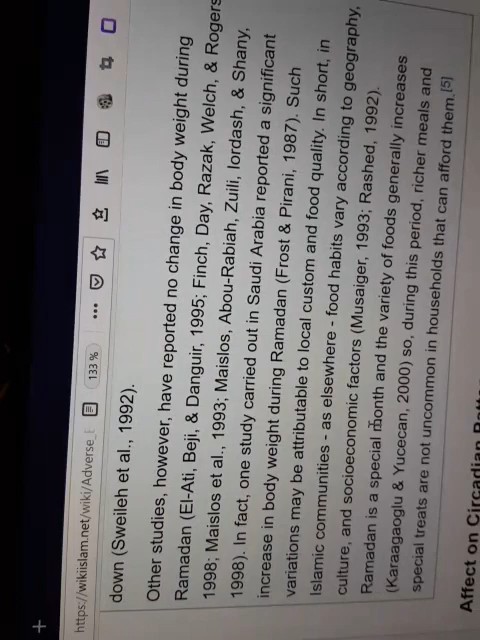 https://wikiislam.net/wiki/Adverse_
133 %
down (Sweileh et al., 1992).
Other studies, however, have reported no change in body weight during
Ramadan (El-Ati, Beji, & Danguir, 1995; Finch, Day, Razak, Welch, & Rogers
1998; Maislos et al., 1993; Maislos, Abou-Rabiah, Zuili, Iordash, & Shany,
1998). In fact, one study carried out in Saudi Arabia reported a significant
increase in body weight during Ramadan (Frost & Pirani, 1987). Such
variations may be attributable to local custom and food quality. In short, in
Islamic communities - as elsewhere - food habits vary according to geography,
culture, and socioeconomic factors (Musaiger, 1993; Rashed, 1992).
Ramadan is a special month and the variety of foods generally increases
(Karaagaoglu & Yucecan, 2000) so, during this period, richer meals and
special treats are not uncommon in households that can afford them.[5]
Affect on Circadian